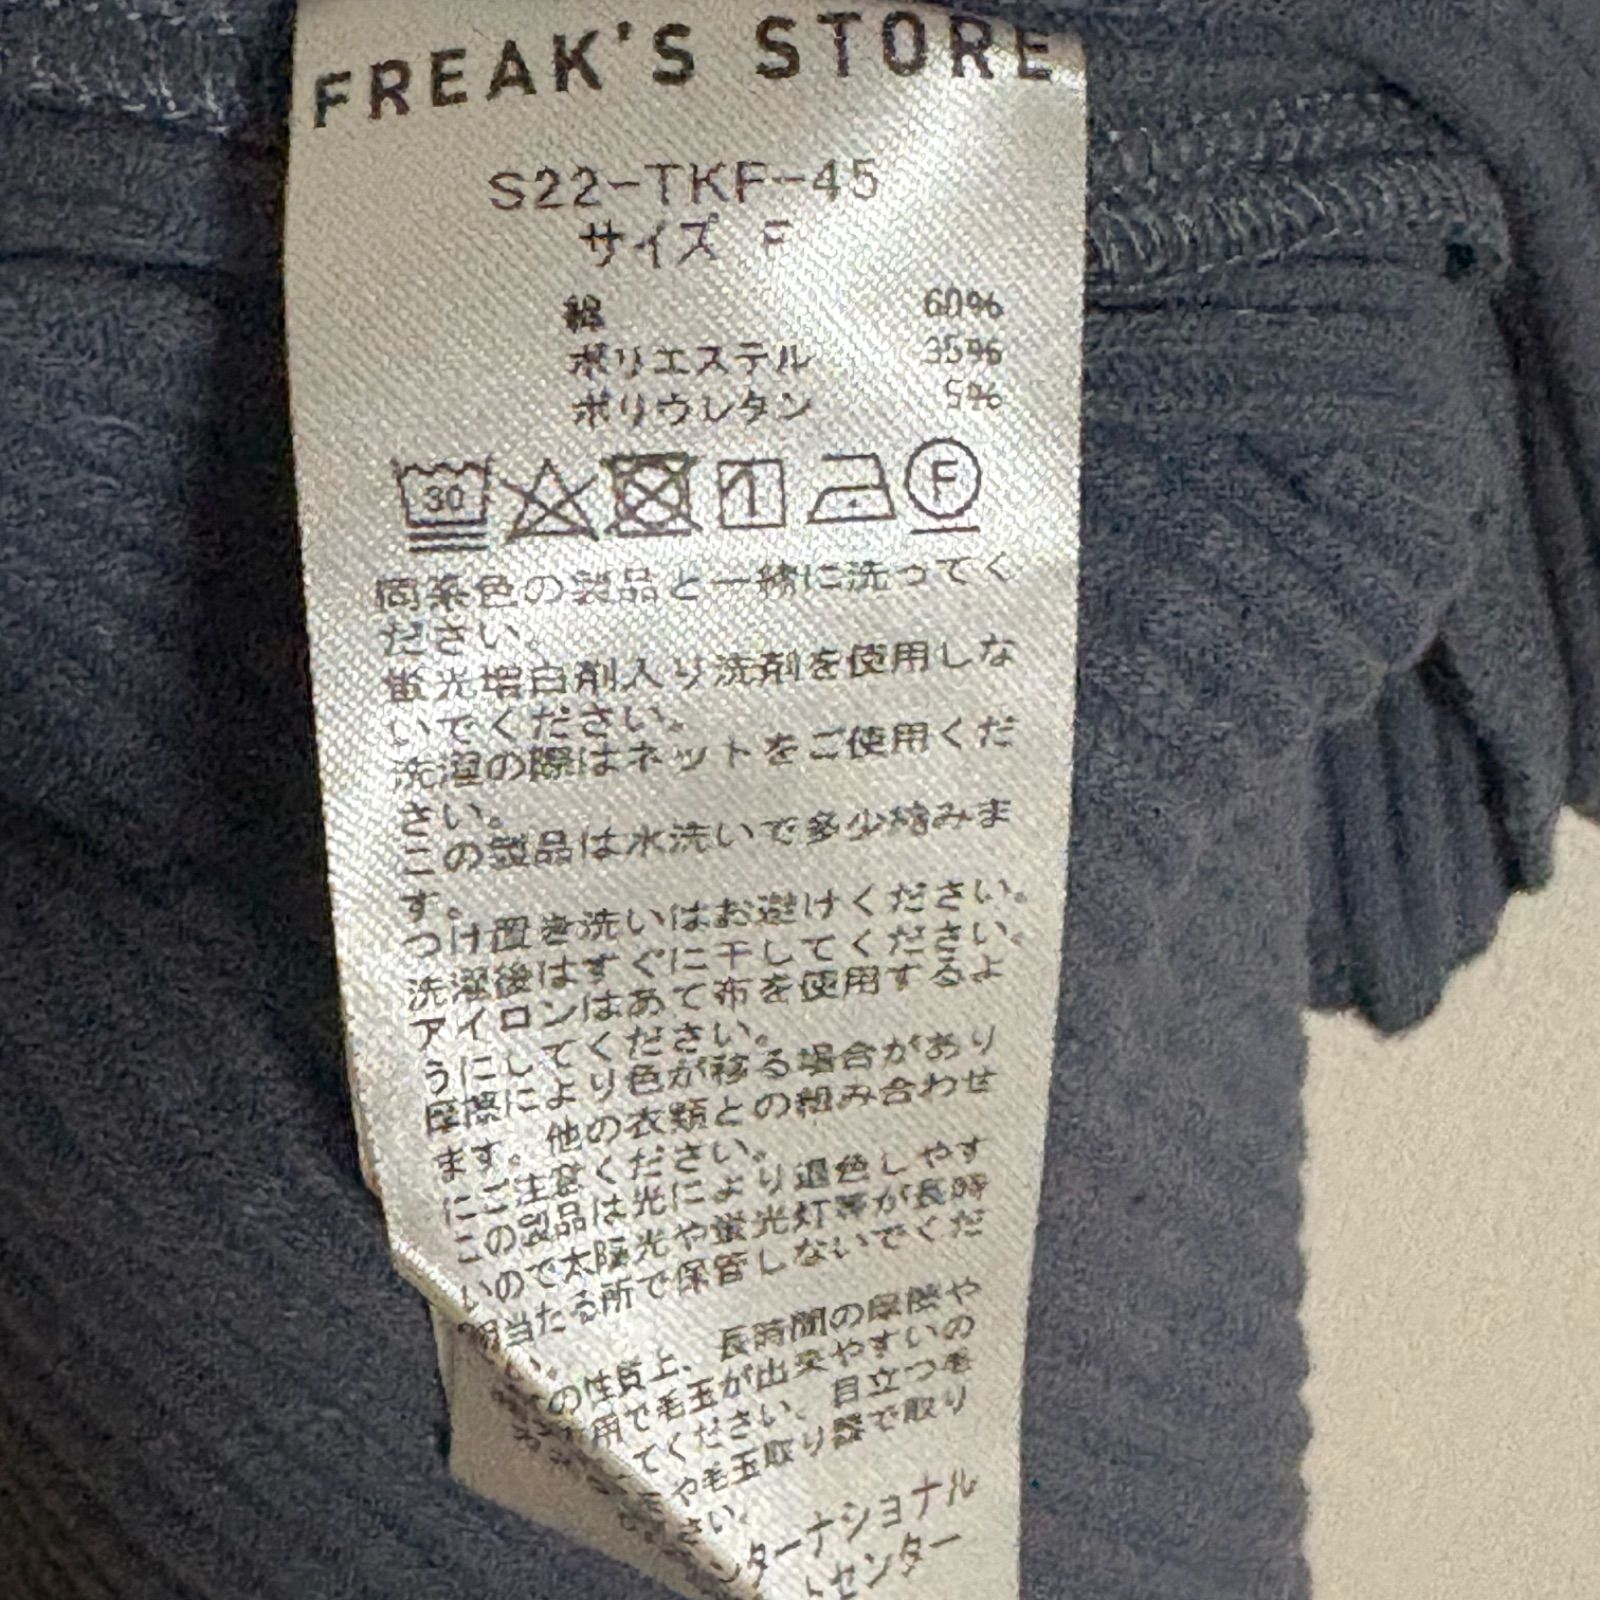 FREAK'S STORE
S22-TKF-45
サイズ F
綿 60%
ポリエステル 35%
ポリウレタン 5%
30
1
F
同系色の製品と一緒に洗ってく
ださい。
蛍光増白剤入り洗剤を使用しな
いでください。
洗濯の際はネットをご使用くだ
さい。
この製品は水洗いで多少縮みま
す。
つけ置き洗いはお避けください。
洗濯後はすぐに干してください。
アイロンはあて布を使用するよ
うにしてください。
摩擦により色が移る場合があり
ます。他の衣類との組み合わせ
にご注意ください。
この製品は光により退色しやす
いので太陽光や蛍光灯等が長時
間当たる所で保管しないでくだ
い。
の性質上、長時間の摩擦や
用で毛玉が出来やすいの
てください。目立つ毛
や毛玉取り器で取り
さい。
ターナショナル
トセンター